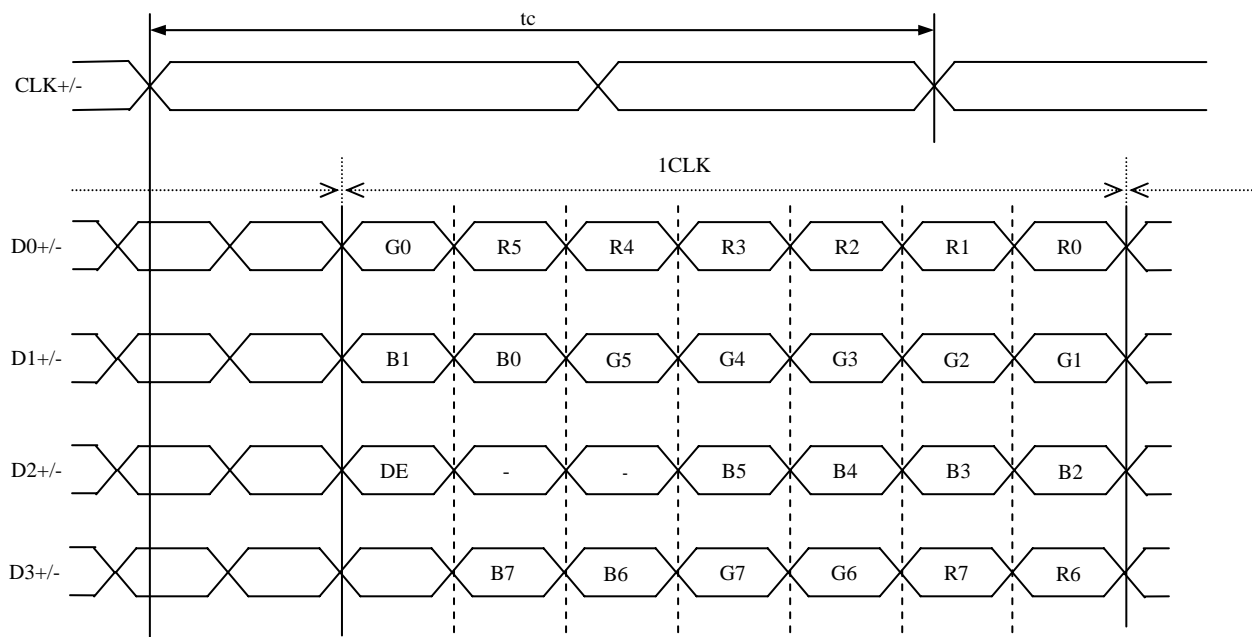 tc
CLK+/-
1CLK
D0+/- G0 R5 R4 R3 R2 R1 R0
D1+/- B1 B0 G5 G4 G3 G2 G1
D2+/- DE - - B5 B4 B3 B2
D3+/- B7 B6 G7 G6 R7 R6